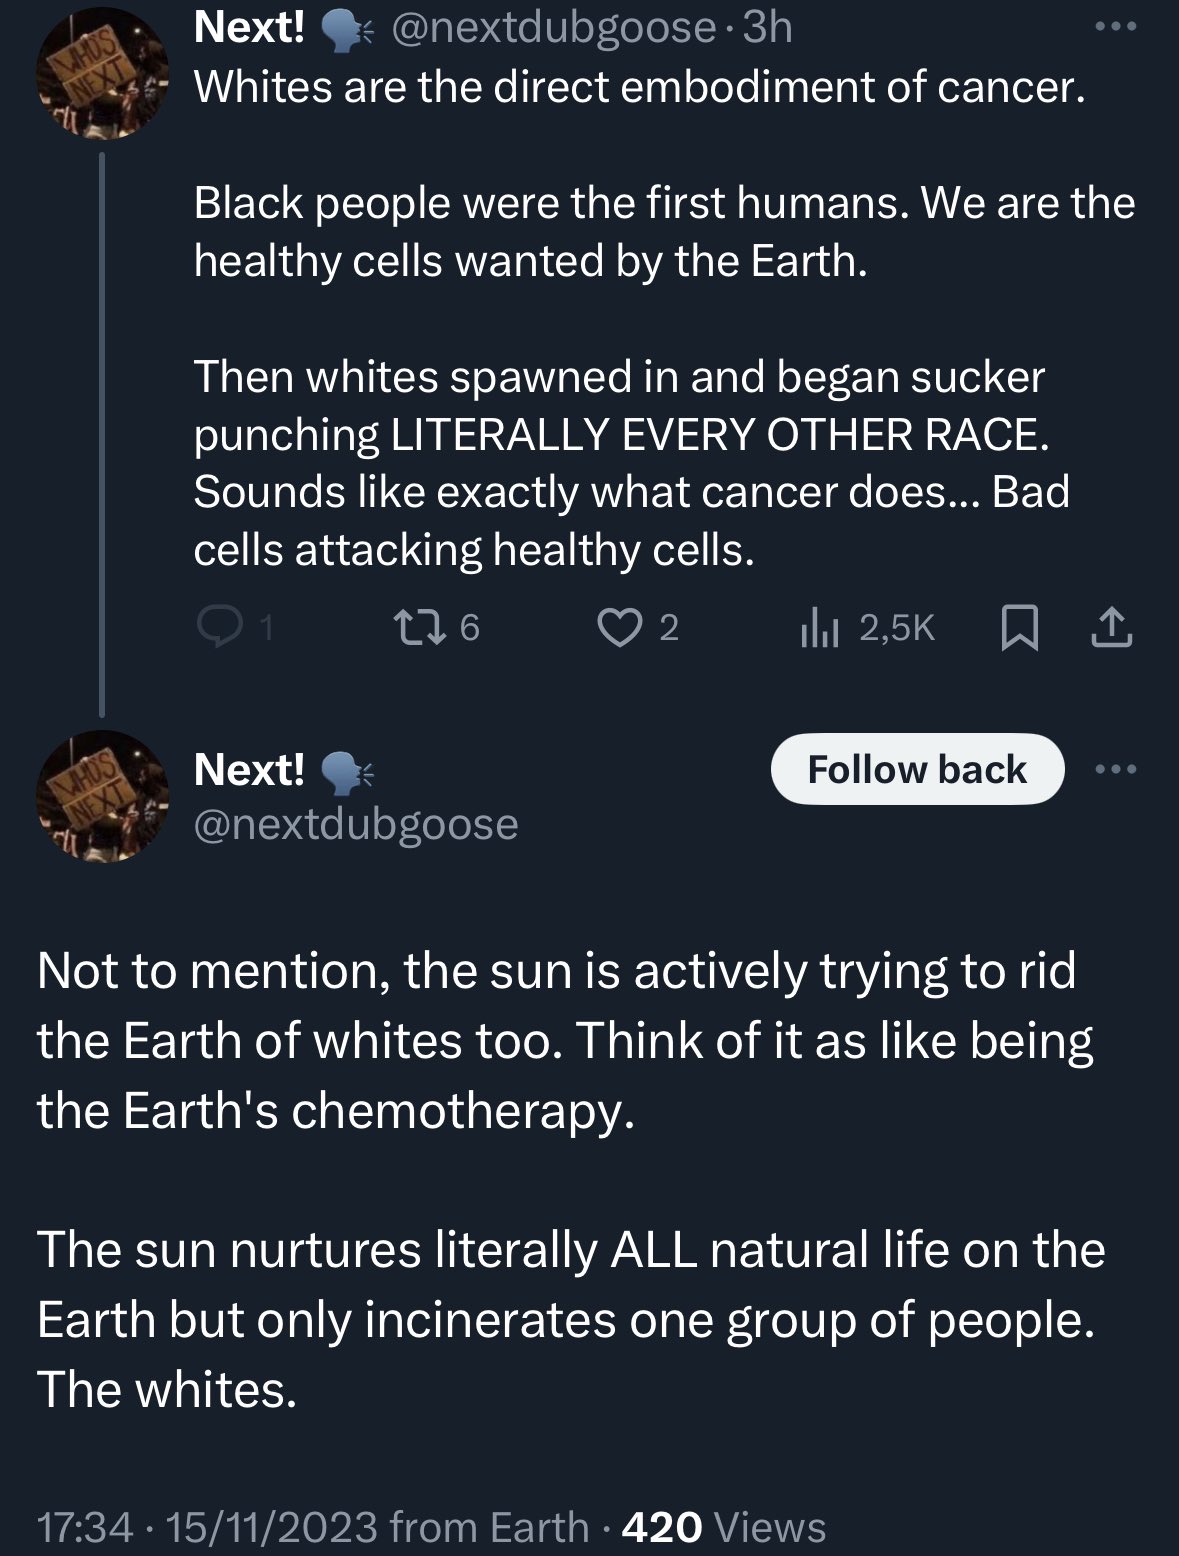 Next! 🗣 @nextdubgoose · 3h
Whites are the direct embodiment of cancer.
Black people were the first humans. We are the
healthy cells wanted by the Earth.
Then whites spawned in and began sucker
punching LITERALLY EVERY OTHER RACE.
Sounds like exactly what cancer does... Bad
cells attacking healthy cells.
1 6 2 2,5K
WHOS
NEXT
Next! 🗣
Follow back
@nextdubgoose
WHOS
NEXT
Not to mention, the sun is actively trying to rid
the Earth of whites too. Think of it as like being
the Earth's chemotherapy.
The sun nurtures literally ALL natural life on the
Earth but only incinerates one group of people.
The whites.
17:34 · 15/11/2023 from Earth · 420 Views